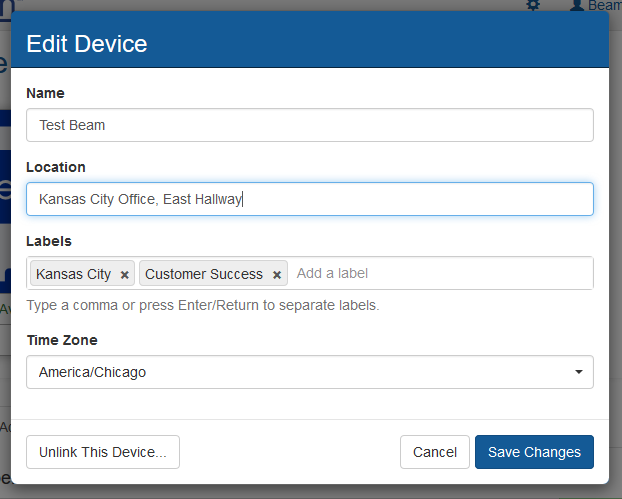 Beam
Edit Device
Name
Test Beam
Location
Kansas City Office, East Hallway
Labels
Kansas City × Customer Success × Add a label
Type a comma or press Enter/Return to separate labels.
Time Zone
America/Chicago
Unlink This Device... Cancel Save Changes